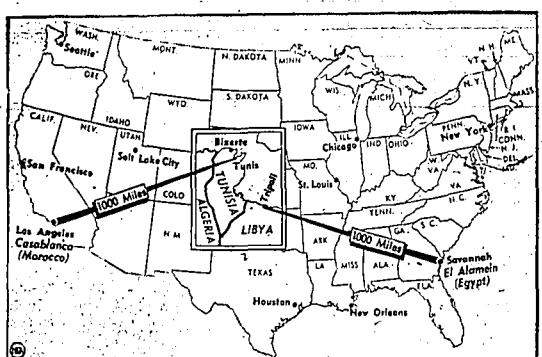 WASH.
Seattle
MONT.
N. DAKOTA
MINN.
N H
ME.
VT
ORE
S. DAKOTA
WIS.
MICH
N.Y.
MASS.
IDAHO
WYO.
IOWA
R I
CONN.
N. J.
DEL
MD.
CALIF.
NEV.
UTAH
Salt Lake City
Bizerte
Tunis
Chicago
ILL
IND
OHIO
PENN.
New York
San Francisco
TUNISIA
Tripoli
MO.
St. Louis
W. VA
VA
1000 Miles
COLO
ALGERIA
LIBYA
KY
TENN.
N.C.
Los Angeles
Casablanca
(Morocco)
N M
ARK
1000 Miles
S C.
GA.
Savannah
El Alamein
(Egypt)
TEXAS
LA
MISS
ALA.
FLA.
Houston
New Orleans